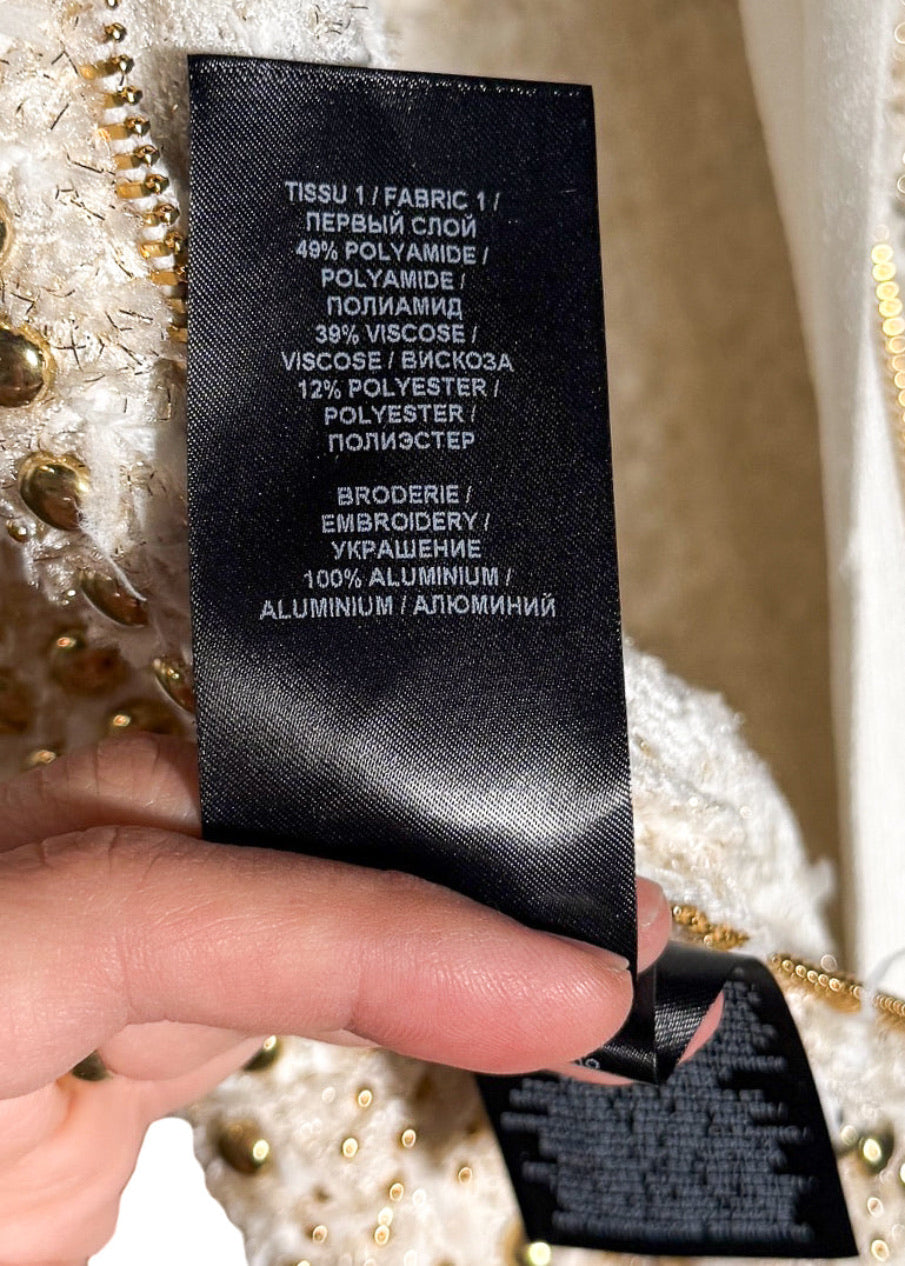 TISSU 1 / FABRIC 1 /
ПЕРВЫЙ СЛОЙ
49% POLYAMIDE /
POLYAMIDE /
ПОЛИАМИД
39% VISCOSE /
VISCOSE / ВИСКОЗА
12% POLYESTER /
POLYESTER /
ПОЛИЭСТЕР
BRODERIE /
EMBROIDERY /
УКРАШЕНИЕ
100% ALUMINIUM /
ALUMINIUM / АЛЮМИНИЙ